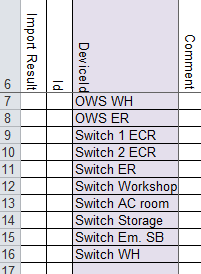 6 Import Result Id DeviceId Comment
7 OWS WH
8 OWS ER
9 Switch 1 ECR
10 Switch 2 ECR
11 Switch ER
12 Switch Workshop
13 Switch AC room
14 Switch Storage
15 Switch Em. SB
16 Switch WH
17